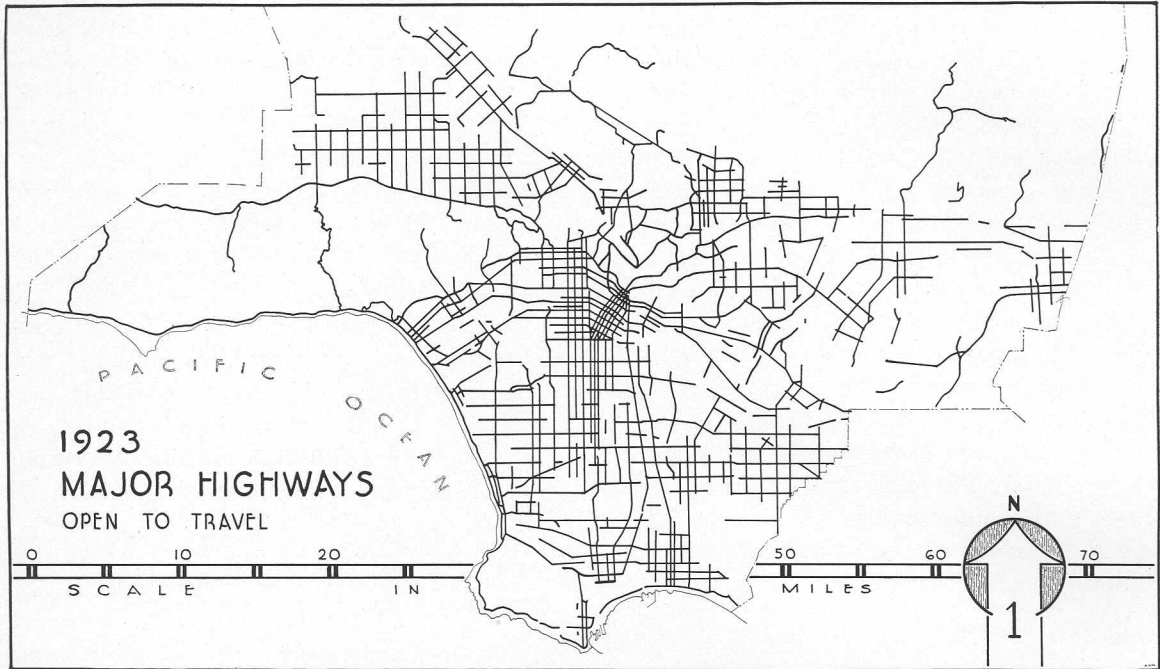 PACIFIC
OCEAN
1923
MAJOR HIGHWAYS
OPEN TO TRAVEL
N
0 10 20 50 60 70
SCALE IN MILES
1